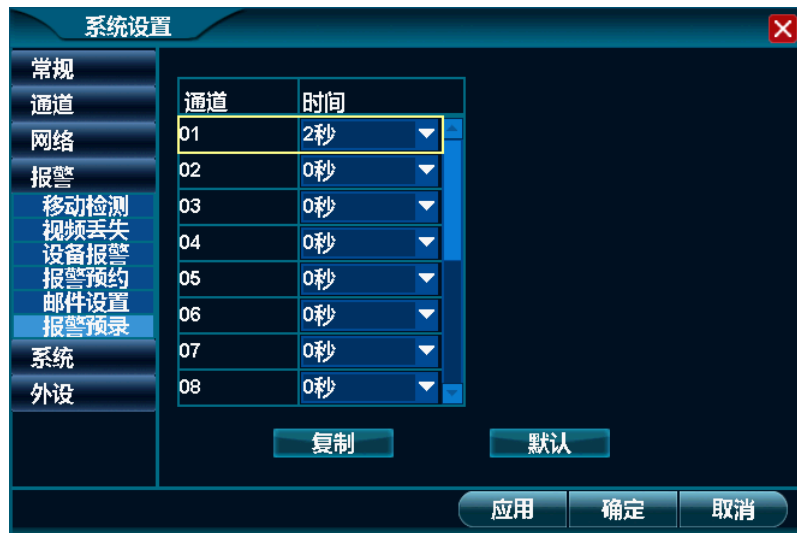 系统设置
常规
通道
网络
报警
移动检测
视频丢失
设备报警
报警预约
邮件设置
报警预录
系统
外设
通道 时间
01 2秒
02 0秒
03 0秒
04 0秒
05 0秒
06 0秒
07 0秒
08 0秒
复制 默认
应用 确定 取消